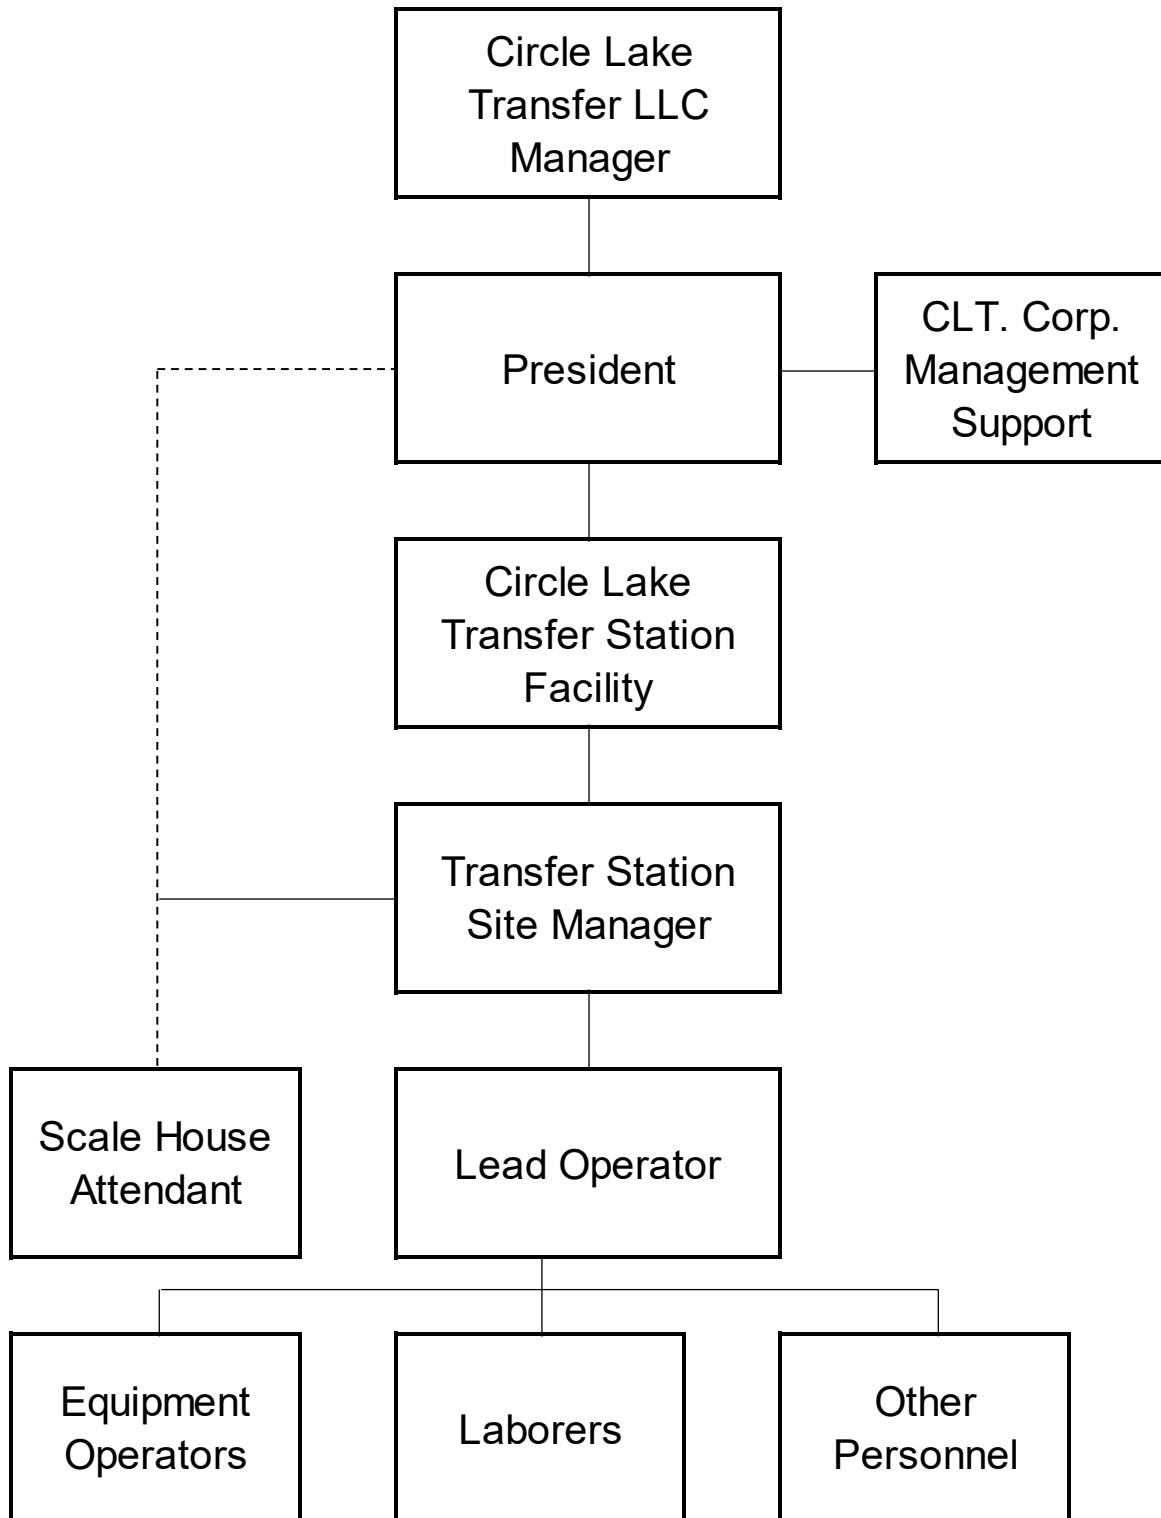 Circle Lake
Transfer LLC
Manager
President
CLT. Corp.
Management
Support
Circle Lake
Transfer Station
Facility
Transfer Station
Site Manager
Scale House
Attendant
Lead Operator
Equipment
Operators
Laborers
Other
Personnel